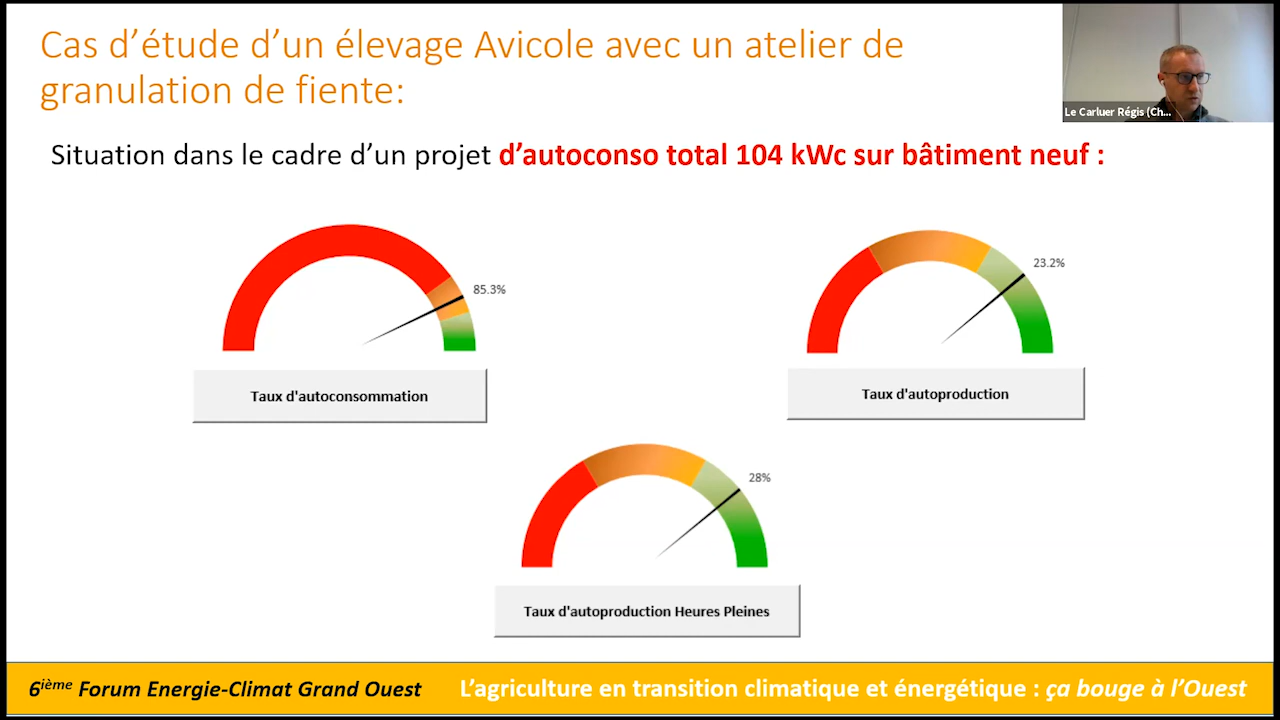 Cas d’étude d’un élevage Avicole avec un atelier de
granulation de fiente:
Le Carluer Régis (Ch...
Situation dans le cadre d’un projet d’autoconso total 104 kWc sur bâtiment neuf :
85.3%
Taux d'autoconsommation
23.2%
Taux d'autoproduction
28%
Taux d'autoproduction Heures Pleines
6ième Forum Energie-Climat Grand Ouest
L’agriculture en transition climatique et énergétique : ça bouge à l’Ouest